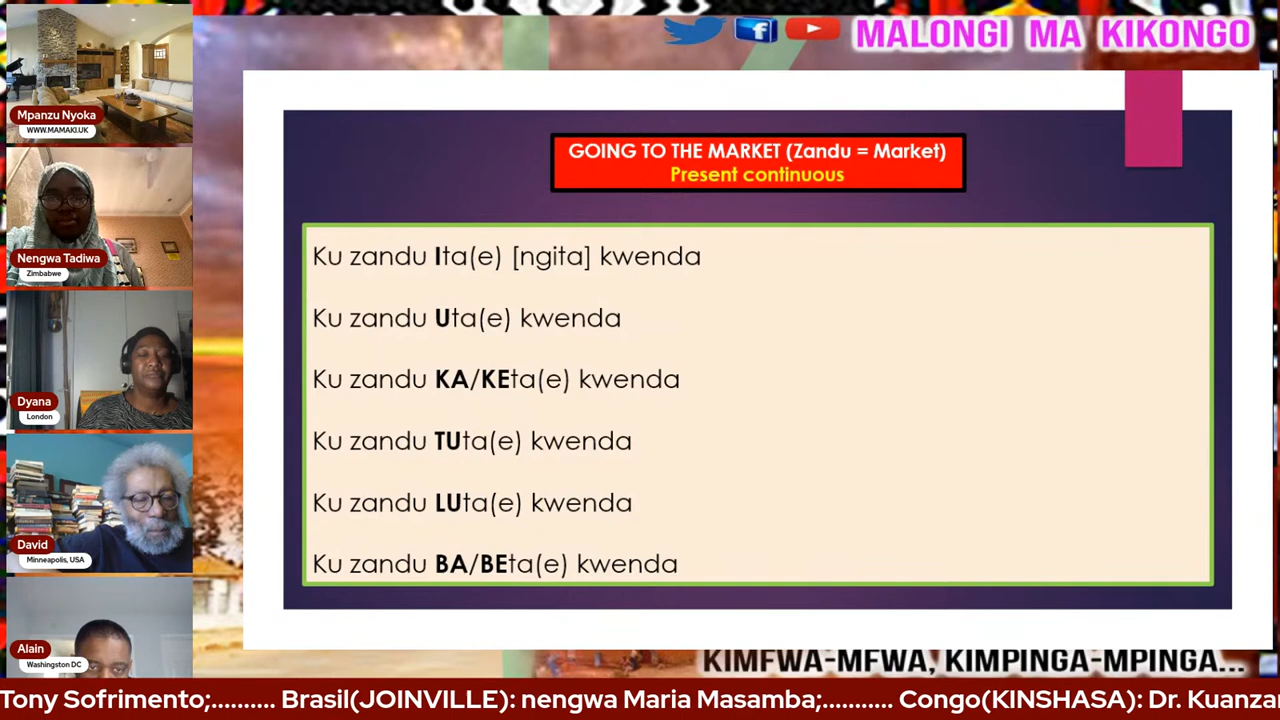 MALONGI MA KIKONGO
Mpanzu Nyoka
WWW.MAMAKI.UK
Nengwa Tadiwa
Zimbabwe
Dyana
London
David
Minneapolis, USA
Alain
Washingston DC
GOING TO THE MARKET (Zandu = Market)
Present continuous
Ku zandu Ita(e) [ngita] kwenda
Ku zandu Uta(e) kwenda
Ku zandu KA/KEta(e) kwenda
Ku zandu TUta(e) kwenda
Ku zandu LUta(e) kwenda
Ku zandu BA/BEta(e) kwenda
KIMFWA-MFWA, KIMPINGA-MPINGA...
Tony Sofrimento;.......... Brasil(JOINVILLE): nengwa Maria Masamba;........... Congo(KINSHASA): Dr. Kuanza